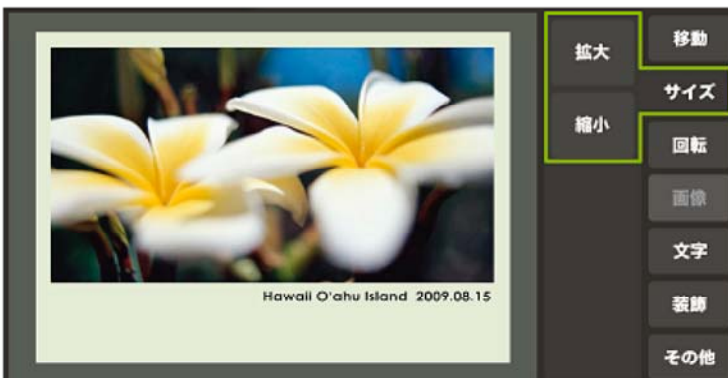 Hawaii O'ahu Island 2009.08.15
拡大
縮小
移動
サイズ
回転
画像
文字
装飾
その他